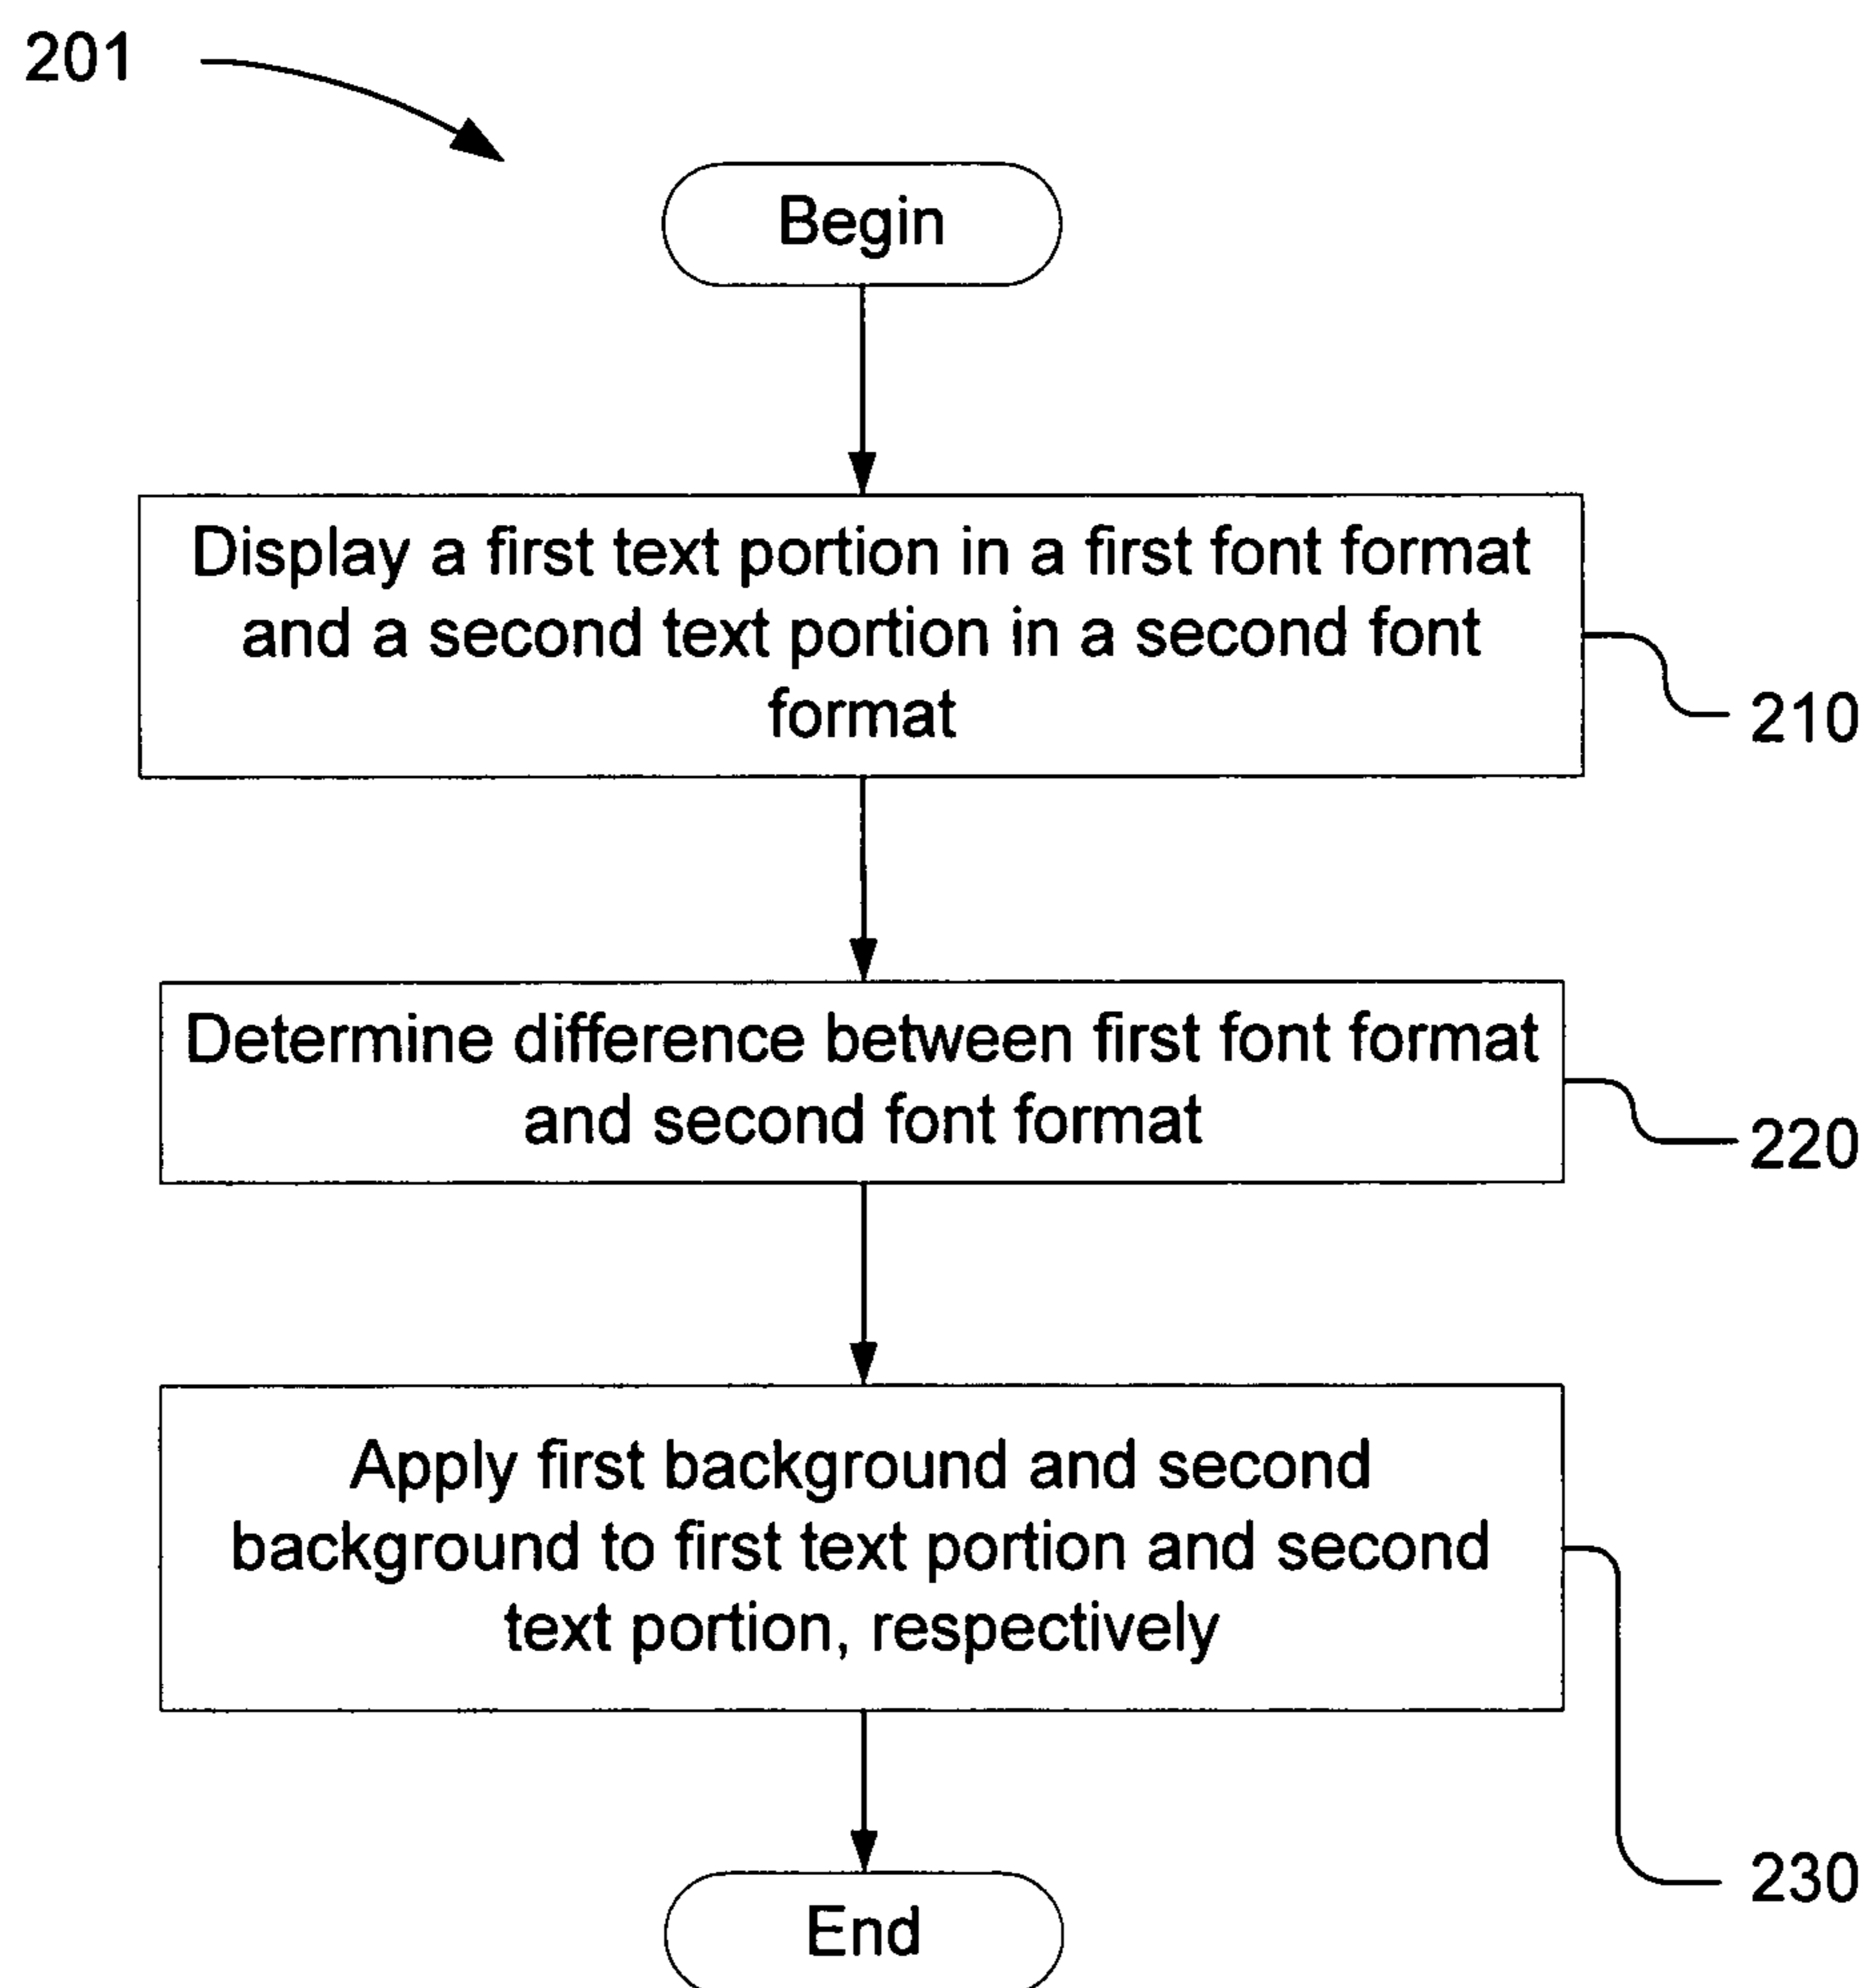 201
Begin
Display a first text portion in a first font format
and a second text portion in a second font
format
210
Determine difference between first font format
and second font format
220
Apply first background and second
background to first text portion and second
text portion, respectively
230
End